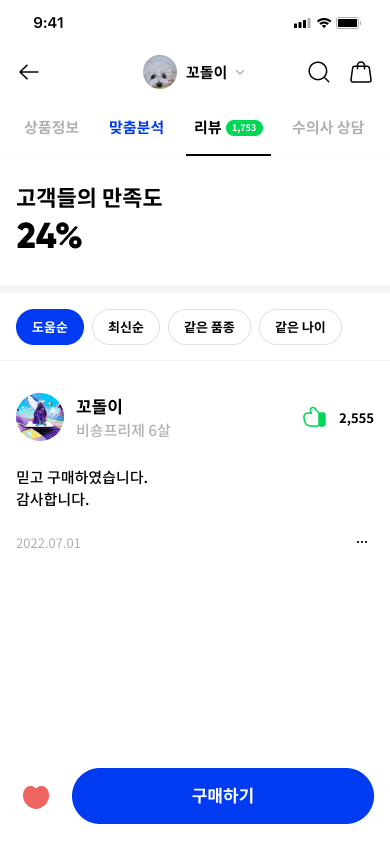 9:41
꼬돌이
상품정보 맞춤분석 리뷰 1,753 수의사 상담
고객들의 만족도
24%
도움순 최신순 같은 품종 같은 나이
꼬돌이
비숑프리제 6살
2,555
믿고 구매하였습니다.
감사합니다.
2022.07.01
구매하기